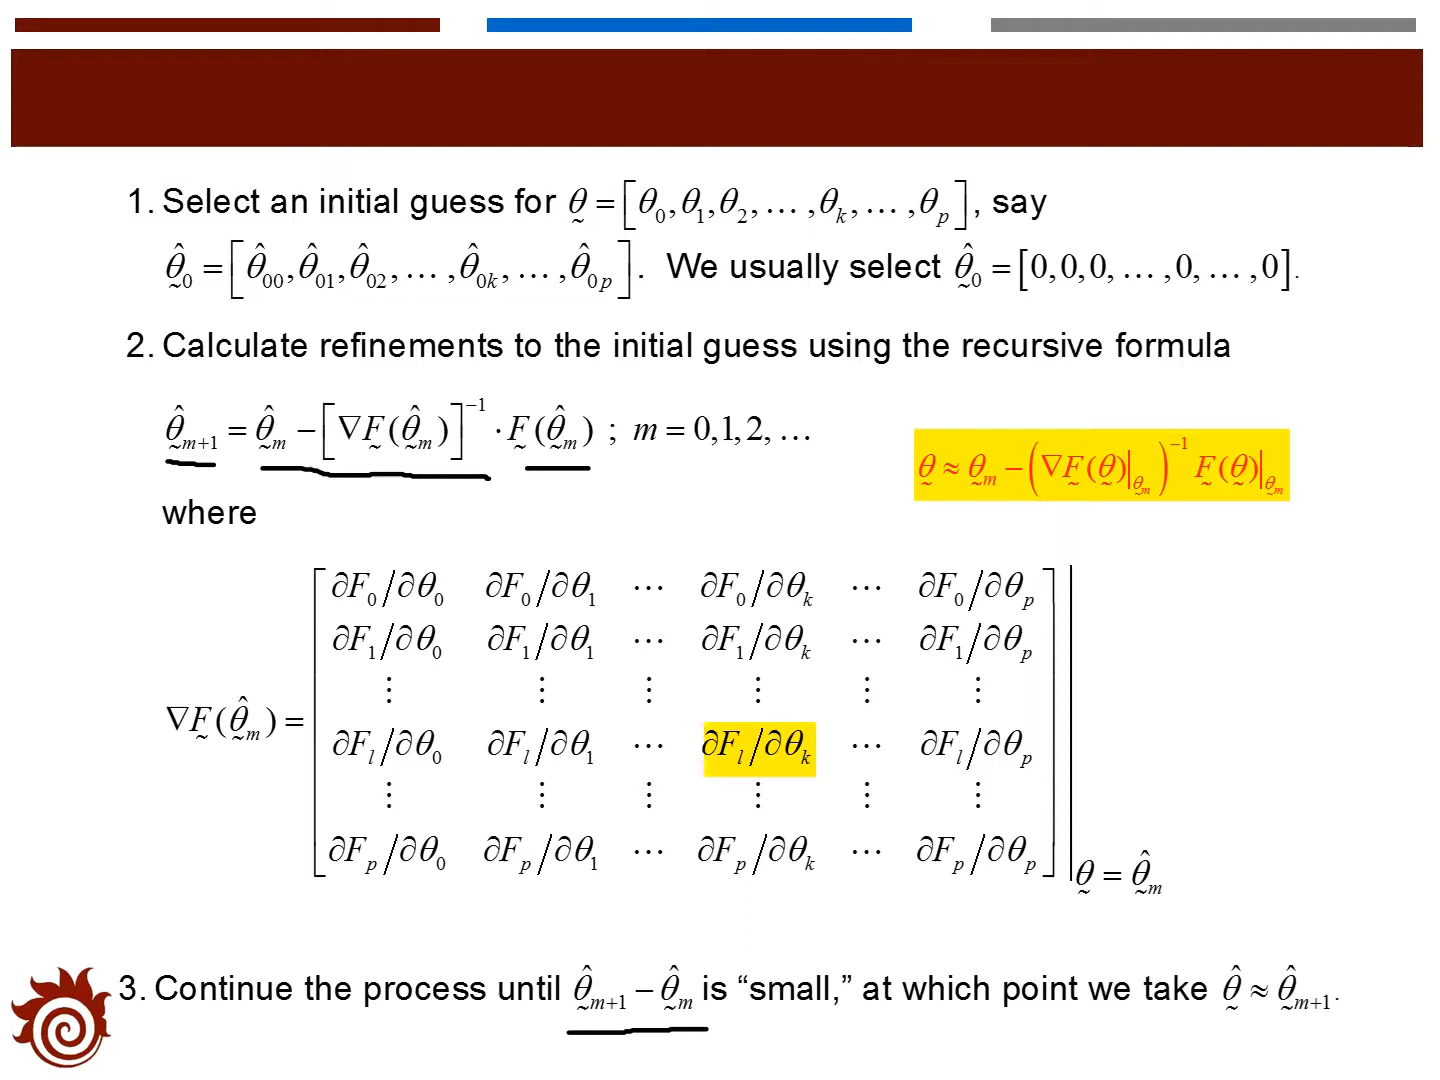 1. Select an initial guess for θ̰ = [θ₀, θ₁, θ₂, … , θₖ, … , θₚ], say
θ̰̂₀ = [θ̂₀₀, θ̂₀₁, θ̂₀₂, … , θ̂₀ₖ, … , θ̂₀ₚ]. We usually select θ̰̂₀ = [0,0,0, … ,0, … ,0].
2. Calculate refinements to the initial guess using the recursive formula
θ̰̂ₘ₊₁ = θ̰̂ₘ − [∇F̰(θ̰̂ₘ)]⁻¹ · F̰(θ̰̂ₘ) ; m = 0,1,2, …
θ̰ ≈ θ̰ₘ − (∇F̰(θ̰)|θ̰ₘ)⁻¹ F̰(θ̰)|θ̰ₘ
where
∂F₀/∂θ₀ ∂F₀/∂θ₁ ⋯ ∂F₀/∂θₖ ⋯ ∂F₀/∂θₚ
∂F₁/∂θ₀ ∂F₁/∂θ₁ ⋯ ∂F₁/∂θₖ ⋯ ∂F₁/∂θₚ
⋮ ⋮ ⋮ ⋮ ⋮ ⋮
∇F̰(θ̰̂ₘ) = ∂Fₗ/∂θ₀ ∂Fₗ/∂θ₁ ⋯ ∂Fₗ/∂θₖ ⋯ ∂Fₗ/∂θₚ
⋮ ⋮ ⋮ ⋮ ⋮ ⋮
∂Fₚ/∂θ₀ ∂Fₚ/∂θ₁ ⋯ ∂Fₚ/∂θₖ ⋯ ∂Fₚ/∂θₚ
θ̰ = θ̰̂ₘ
3. Continue the process until θ̰̂ₘ₊₁ − θ̰̂ₘ is “small,” at which point we take θ̰̂ ≈ θ̰̂ₘ₊₁.